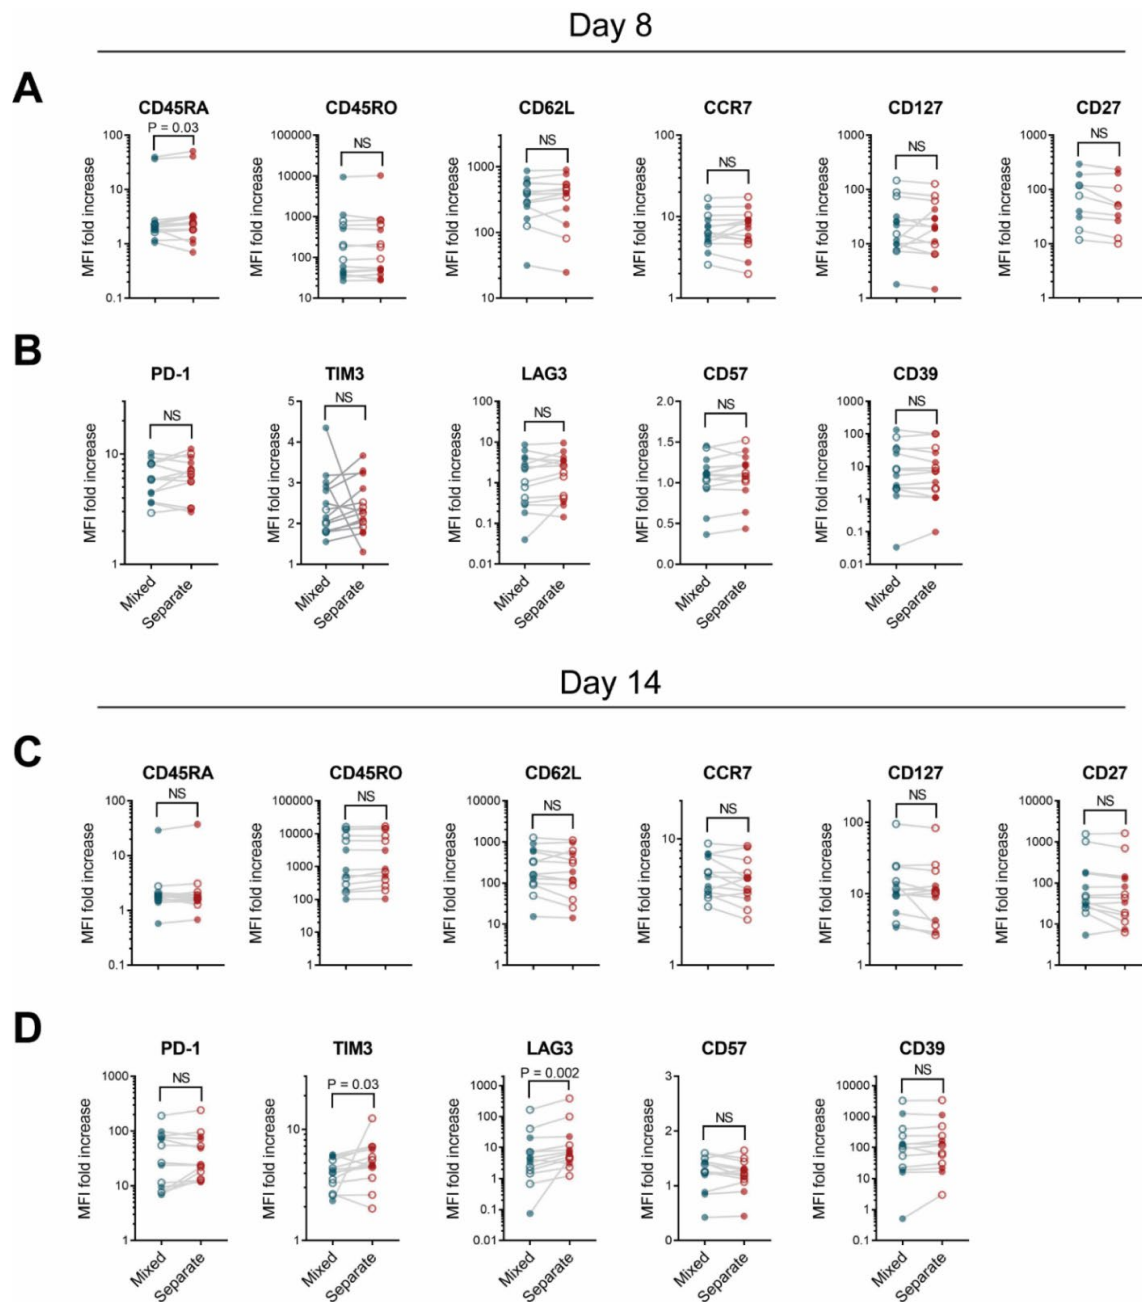 Day 8
A
CD45RA CD45RO CD62L CCR7 CD127 CD27
P = 0.03 NS NS NS NS NS
MFI fold increase MFI fold increase MFI fold increase MFI fold increase MFI fold increase MFI fold increase
100 10 1 0.1
100000 10000 1000 100 10
1000 100 10
100 10 1
1000 100 10 1
1000 100 10 1
B
PD-1 TIM3 LAG3 CD57 CD39
NS NS NS NS NS
MFI fold increase MFI fold increase MFI fold increase MFI fold increase MFI fold increase
10 1
5 4 3 2 1
100 10 1 0.1 0.01
2.0 1.5 1.0 0.5 0.0
1000 100 10 1 0.1 0.01
Mixed Separate Mixed Separate Mixed Separate Mixed Separate Mixed Separate
Day 14
C
CD45RA CD45RO CD62L CCR7 CD127 CD27
NS NS NS NS NS NS
MFI fold increase MFI fold increase MFI fold increase MFI fold increase MFI fold increase MFI fold increase
100 10 1 0.1
100000 10000 1000 100 10 1
10000 1000 100 10 1
10 1
100 10 1
10000 1000 100 10 1
D
PD-1 TIM3 LAG3 CD57 CD39
NS P = 0.03 P = 0.002 NS NS
MFI fold increase MFI fold increase MFI fold increase MFI fold increase MFI fold increase
1000 100 10 1
10 1
1000 100 10 1 0.1 0.01
3 2 1 0
10000 1000 100 10 1 0.1
Mixed Separate Mixed Separate Mixed Separate Mixed Separate Mixed Separate